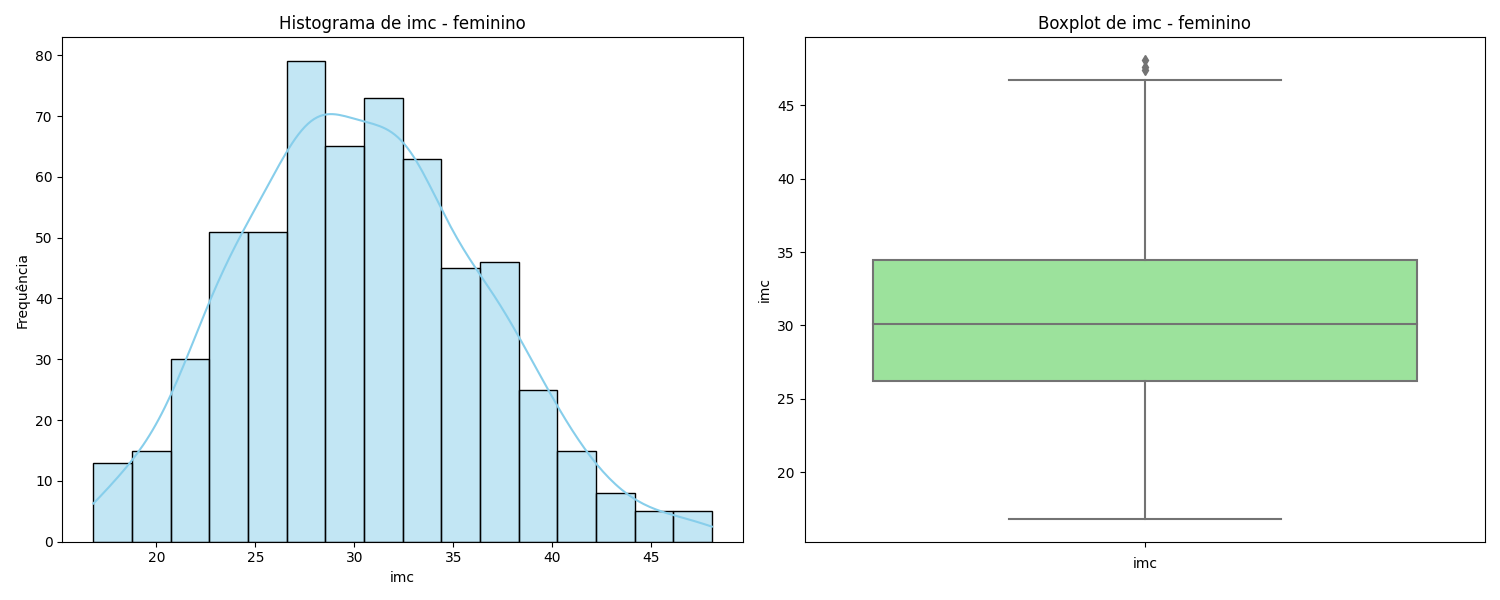 Histograma de imc - feminino
80
70
60
50
40
30
20
10
0
Frequência
20 25 30 35 40 45
imc
Boxplot de imc - feminino
45
40
35
30
25
20
imc
imc